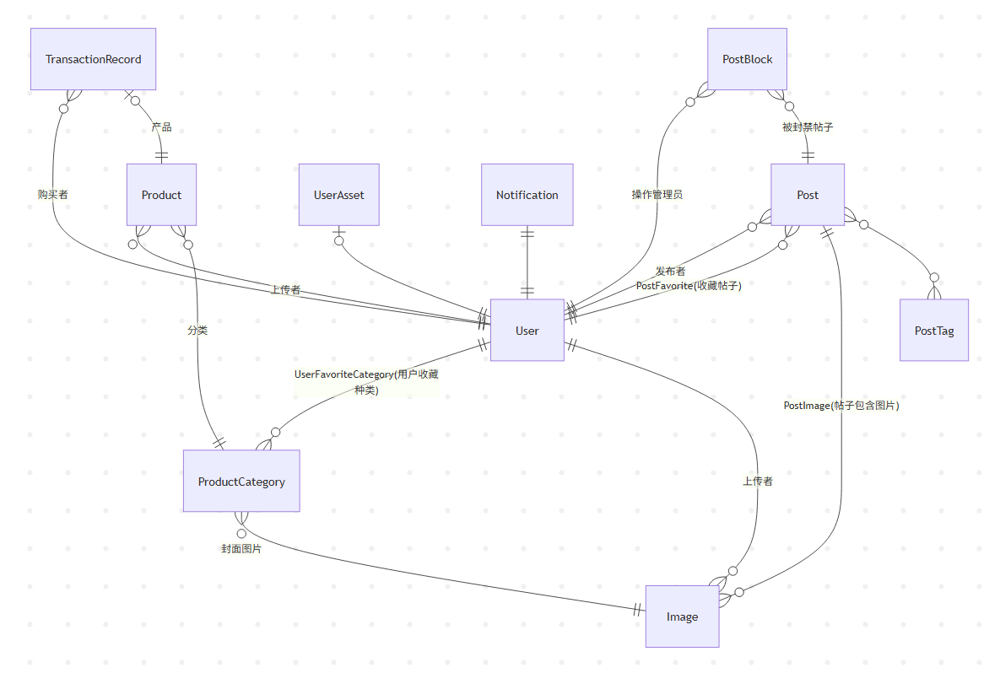 TransactionRecord
PostBlock
产品
被封禁帖子
购买者
Product
UserAsset
Notification
操作管理员
Post
发布者
PostFavorite(收藏帖子)
上传者
分类
User
PostTag
UserFavoriteCategory(用户收藏
种类)
PostImage(帖子包含图片)
ProductCategory
上传者
封面图片
Image